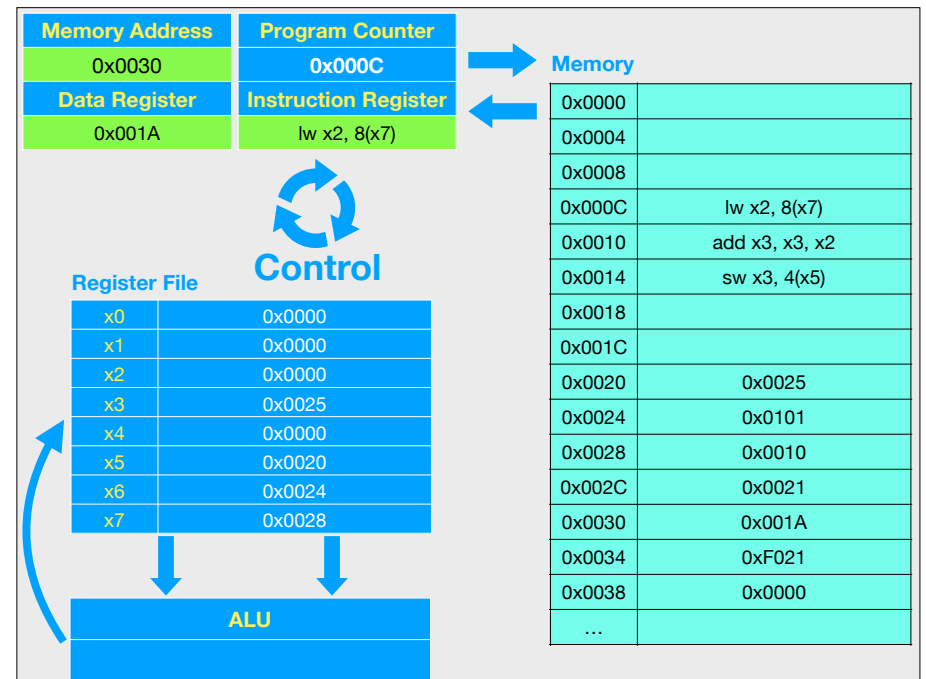 Memory Address Program Counter
0x0030 0x000C
Data Register Instruction Register
0x001A lw x2, 8(x7)
Control
Register File
x0 0x0000
x1 0x0000
x2 0x0000
x3 0x0025
x4 0x0000
x5 0x0020
x6 0x0024
x7 0x0028
ALU
Memory
0x0000
0x0004
0x0008
0x000C lw x2, 8(x7)
0x0010 add x3, x3, x2
0x0014 sw x3, 4(x5)
0x0018
0x001C
0x0020 0x0025
0x0024 0x0101
0x0028 0x0010
0x002C 0x0021
0x0030 0x001A
0x0034 0xF021
0x0038 0x0000
…